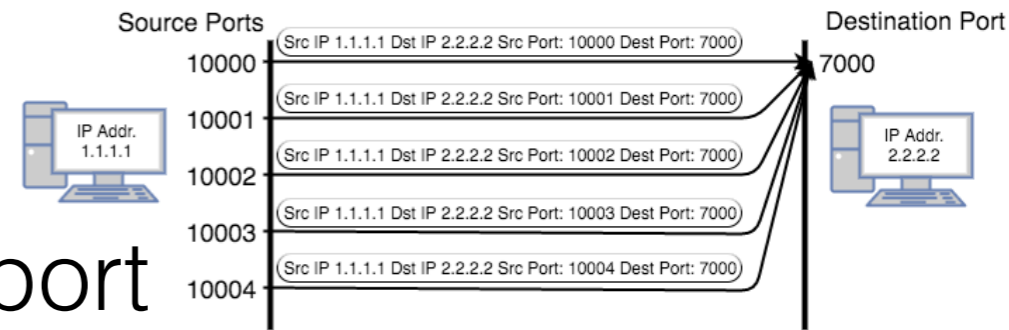 Source Ports
Destination Port
Src IP 1.1.1.1 Dst IP 2.2.2.2 Src Port: 10000 Dest Port: 7000
10000
7000
Src IP 1.1.1.1 Dst IP 2.2.2.2 Src Port: 10001 Dest Port: 7000
10001
IP Addr.
1.1.1.1
IP Addr.
2.2.2.2
Src IP 1.1.1.1 Dst IP 2.2.2.2 Src Port: 10002 Dest Port: 7000
10002
Src IP 1.1.1.1 Dst IP 2.2.2.2 Src Port: 10003 Dest Port: 7000
10003
port
Src IP 1.1.1.1 Dst IP 2.2.2.2 Src Port: 10004 Dest Port: 7000
10004